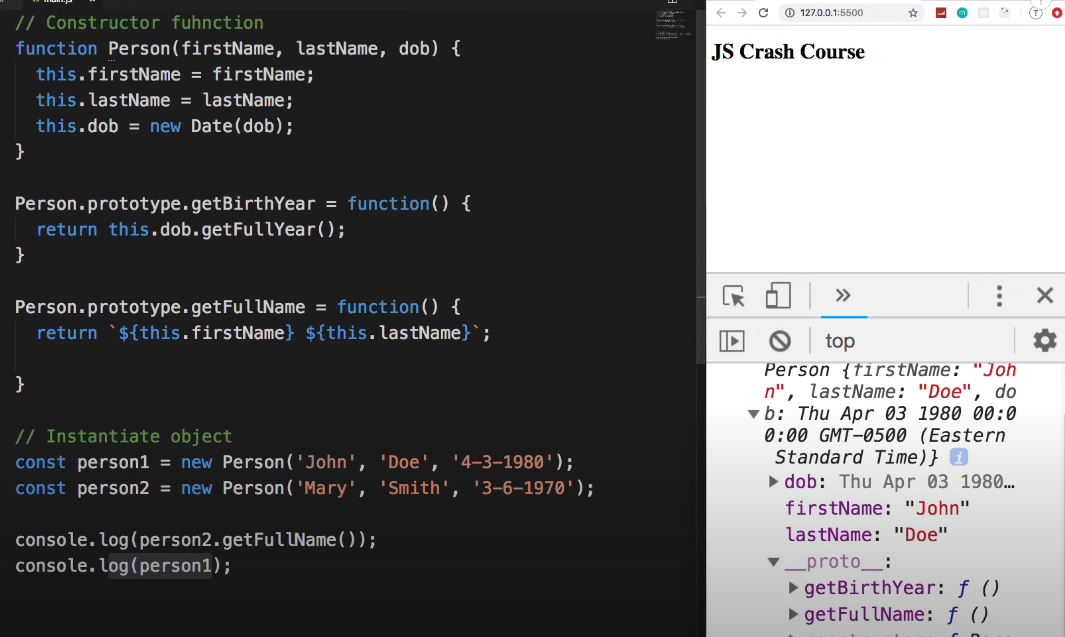 main.js
// Constructor fuhnction
function Person(firstName, lastName, dob) {
this.firstName = firstName;
this.lastName = lastName;
this.dob = new Date(dob);
}
Person.prototype.getBirthYear = function() {
return this.dob.getFullYear();
}
Person.prototype.getFullName = function() {
return `${this.firstName} ${this.lastName}`;
}
// Instantiate object
const person1 = new Person('John', 'Doe', '4-3-1980');
const person2 = new Person('Mary', 'Smith', '3-6-1970');
console.log(person2.getFullName());
console.log(person1);
127.0.0.1:5500
JS Crash Course
top
Person {firstName: "Joh
n", lastName: "Doe", do
b: Thu Apr 03 1980 00:0
0:00 GMT-0500 (Eastern
Standard Time)}
dob: Thu Apr 03 1980…
firstName: "John"
lastName: "Doe"
__proto__:
getBirthYear: ƒ ()
getFullName: ƒ ()